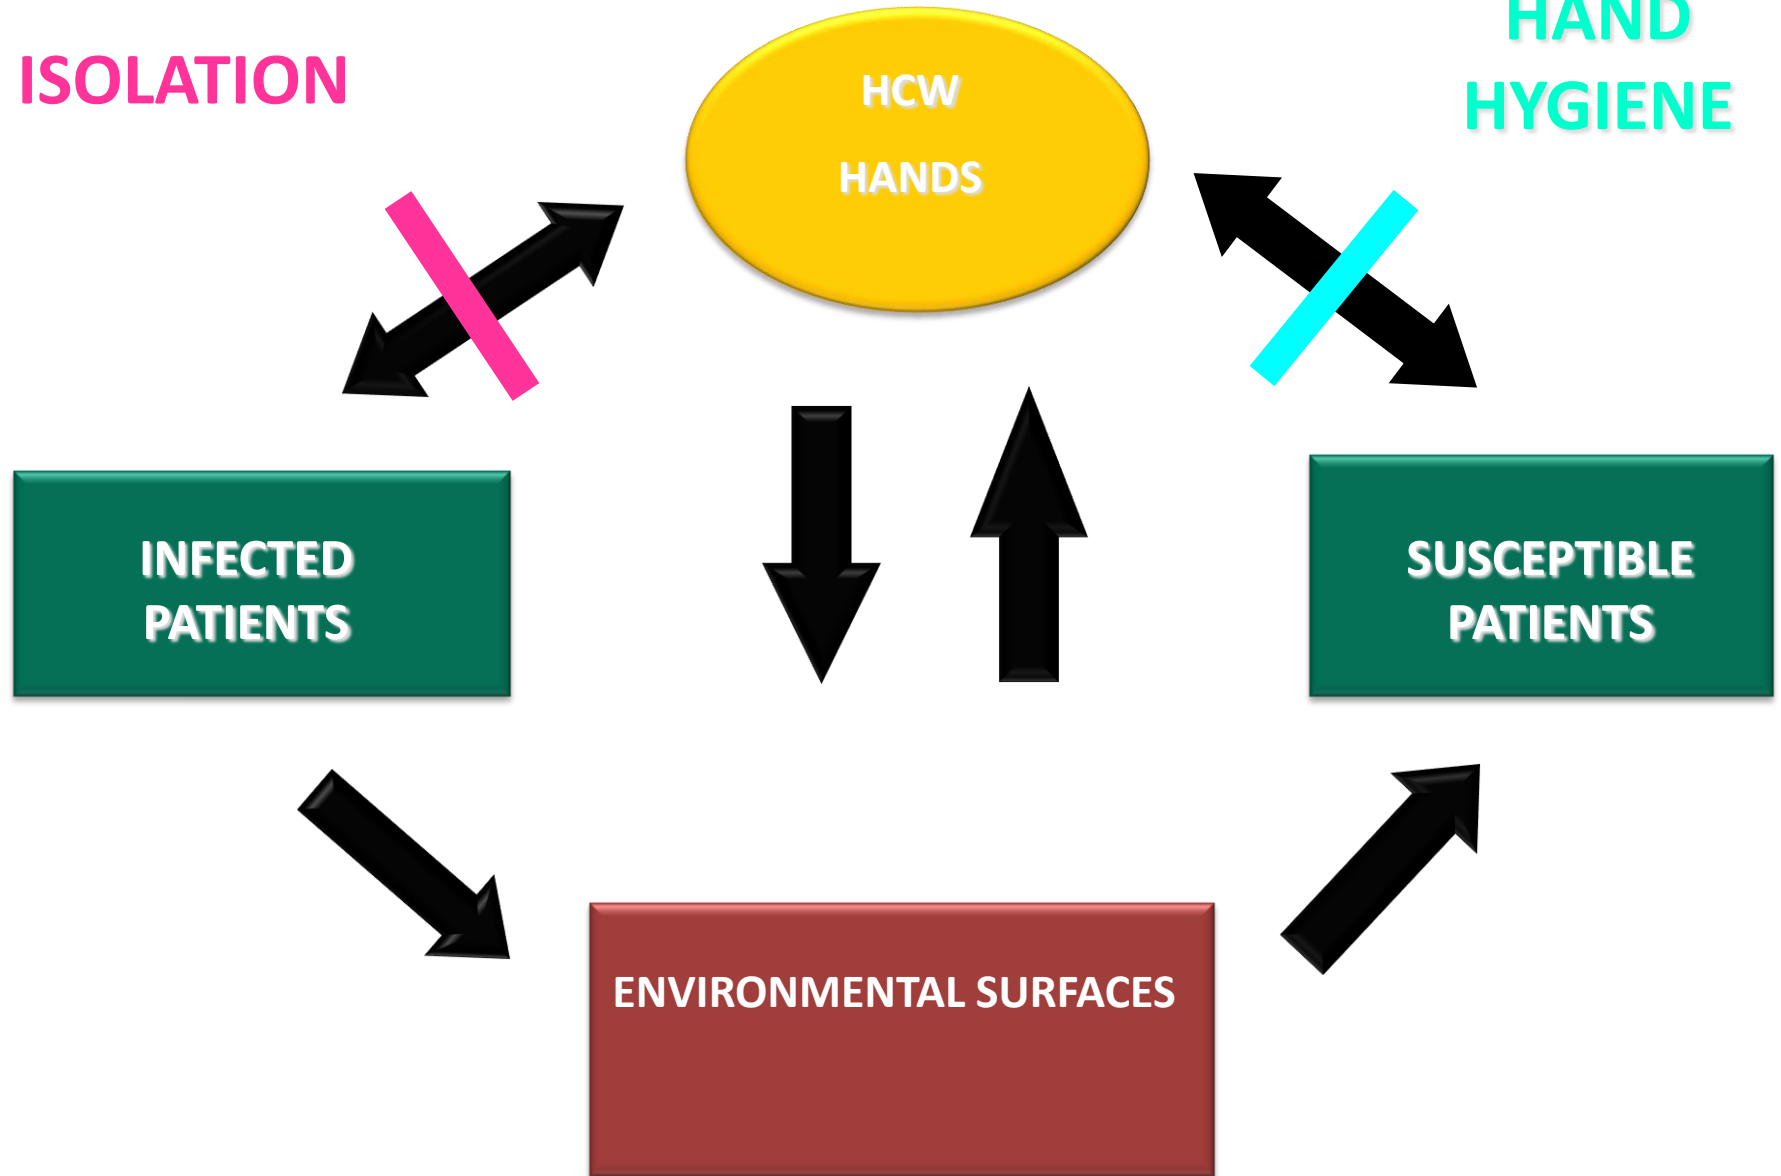 ISOLATION
HCW
HANDS
HAND
HYGIENE
INFECTED
PATIENTS
SUSCEPTIBLE
PATIENTS
ENVIRONMENTAL SURFACES